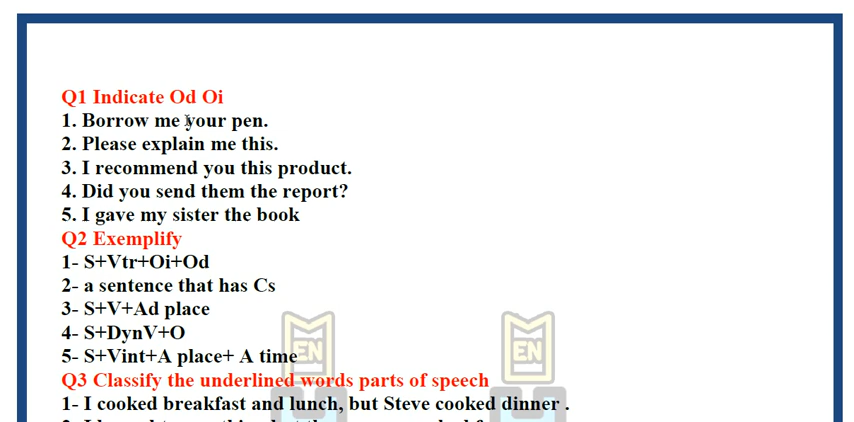 Q1 Indicate Od Oi
1. Borrow me your pen.
2. Please explain me this.
3. I recommend you this product.
4. Did you send them the report?
5. I gave my sister the book
Q2 Exemplify
1- S+Vtr+Oi+Od
2- a sentence that has Cs
3- S+V+Ad place
4- S+DynV+O
5- S+Vint+A place+ A time
EN EN
Q3 Classify the underlined words parts of speech
1- I cooked breakfast and lunch, but Steve cooked dinner .